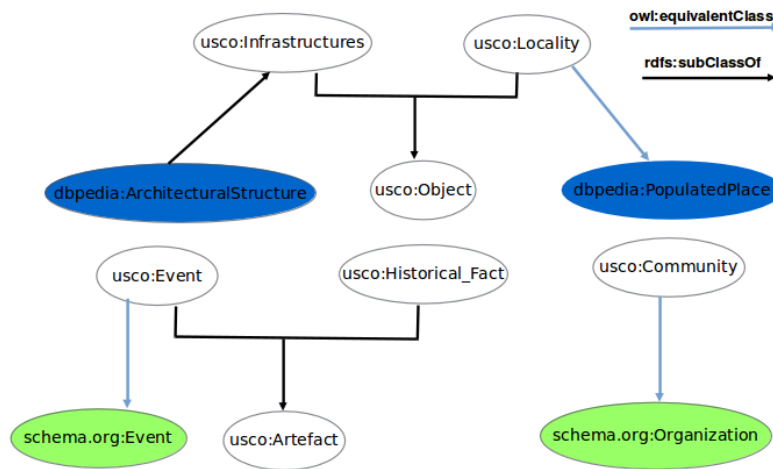 owl:equivalentClass
usco:Infrastructures
usco:Locality
rdfs:subClassOf
dbpedia:ArchitecturalStructure
usco:Object
dbpedia:PopulatedPlace
usco:Event
usco:Historical_Fact
usco:Community
schema.org:Event
usco:Artefact
schema.org:Organization